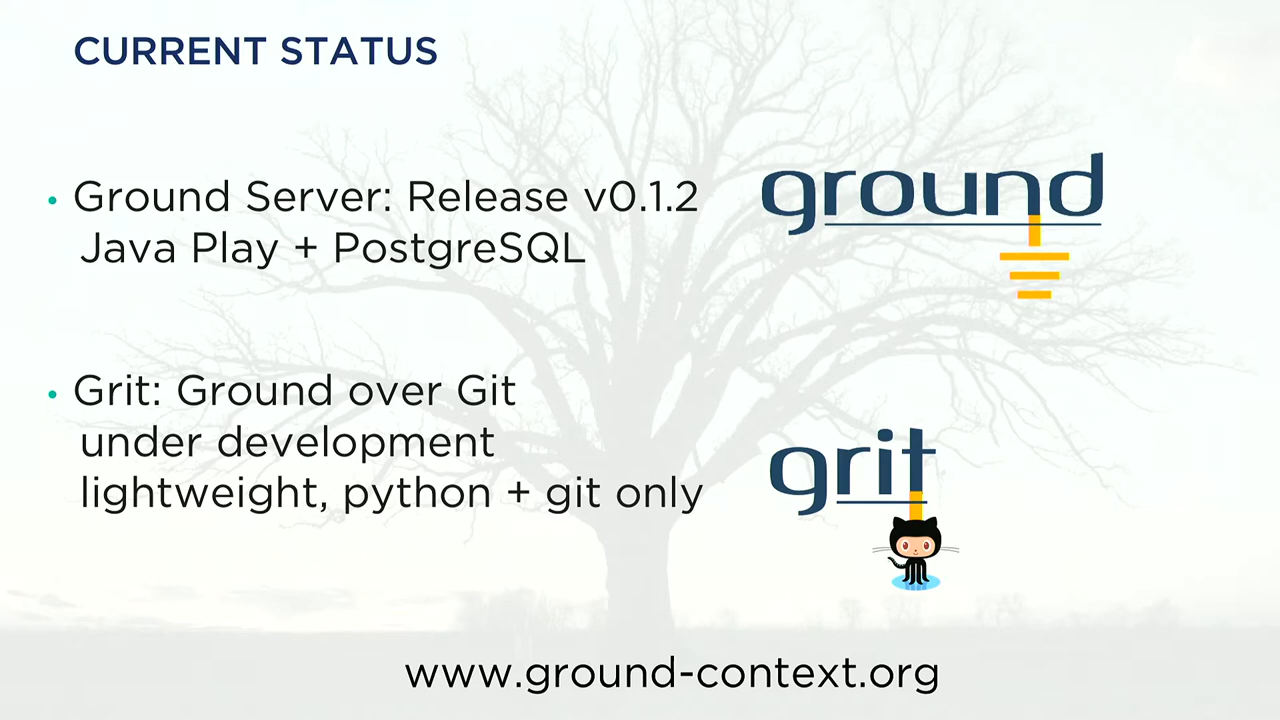 CURRENT STATUS
• Ground Server: Release v0.1.2
Java Play + PostgreSQL
ground
• Grit: Ground over Git
under development
lightweight, python + git only
grit
www.ground-context.org